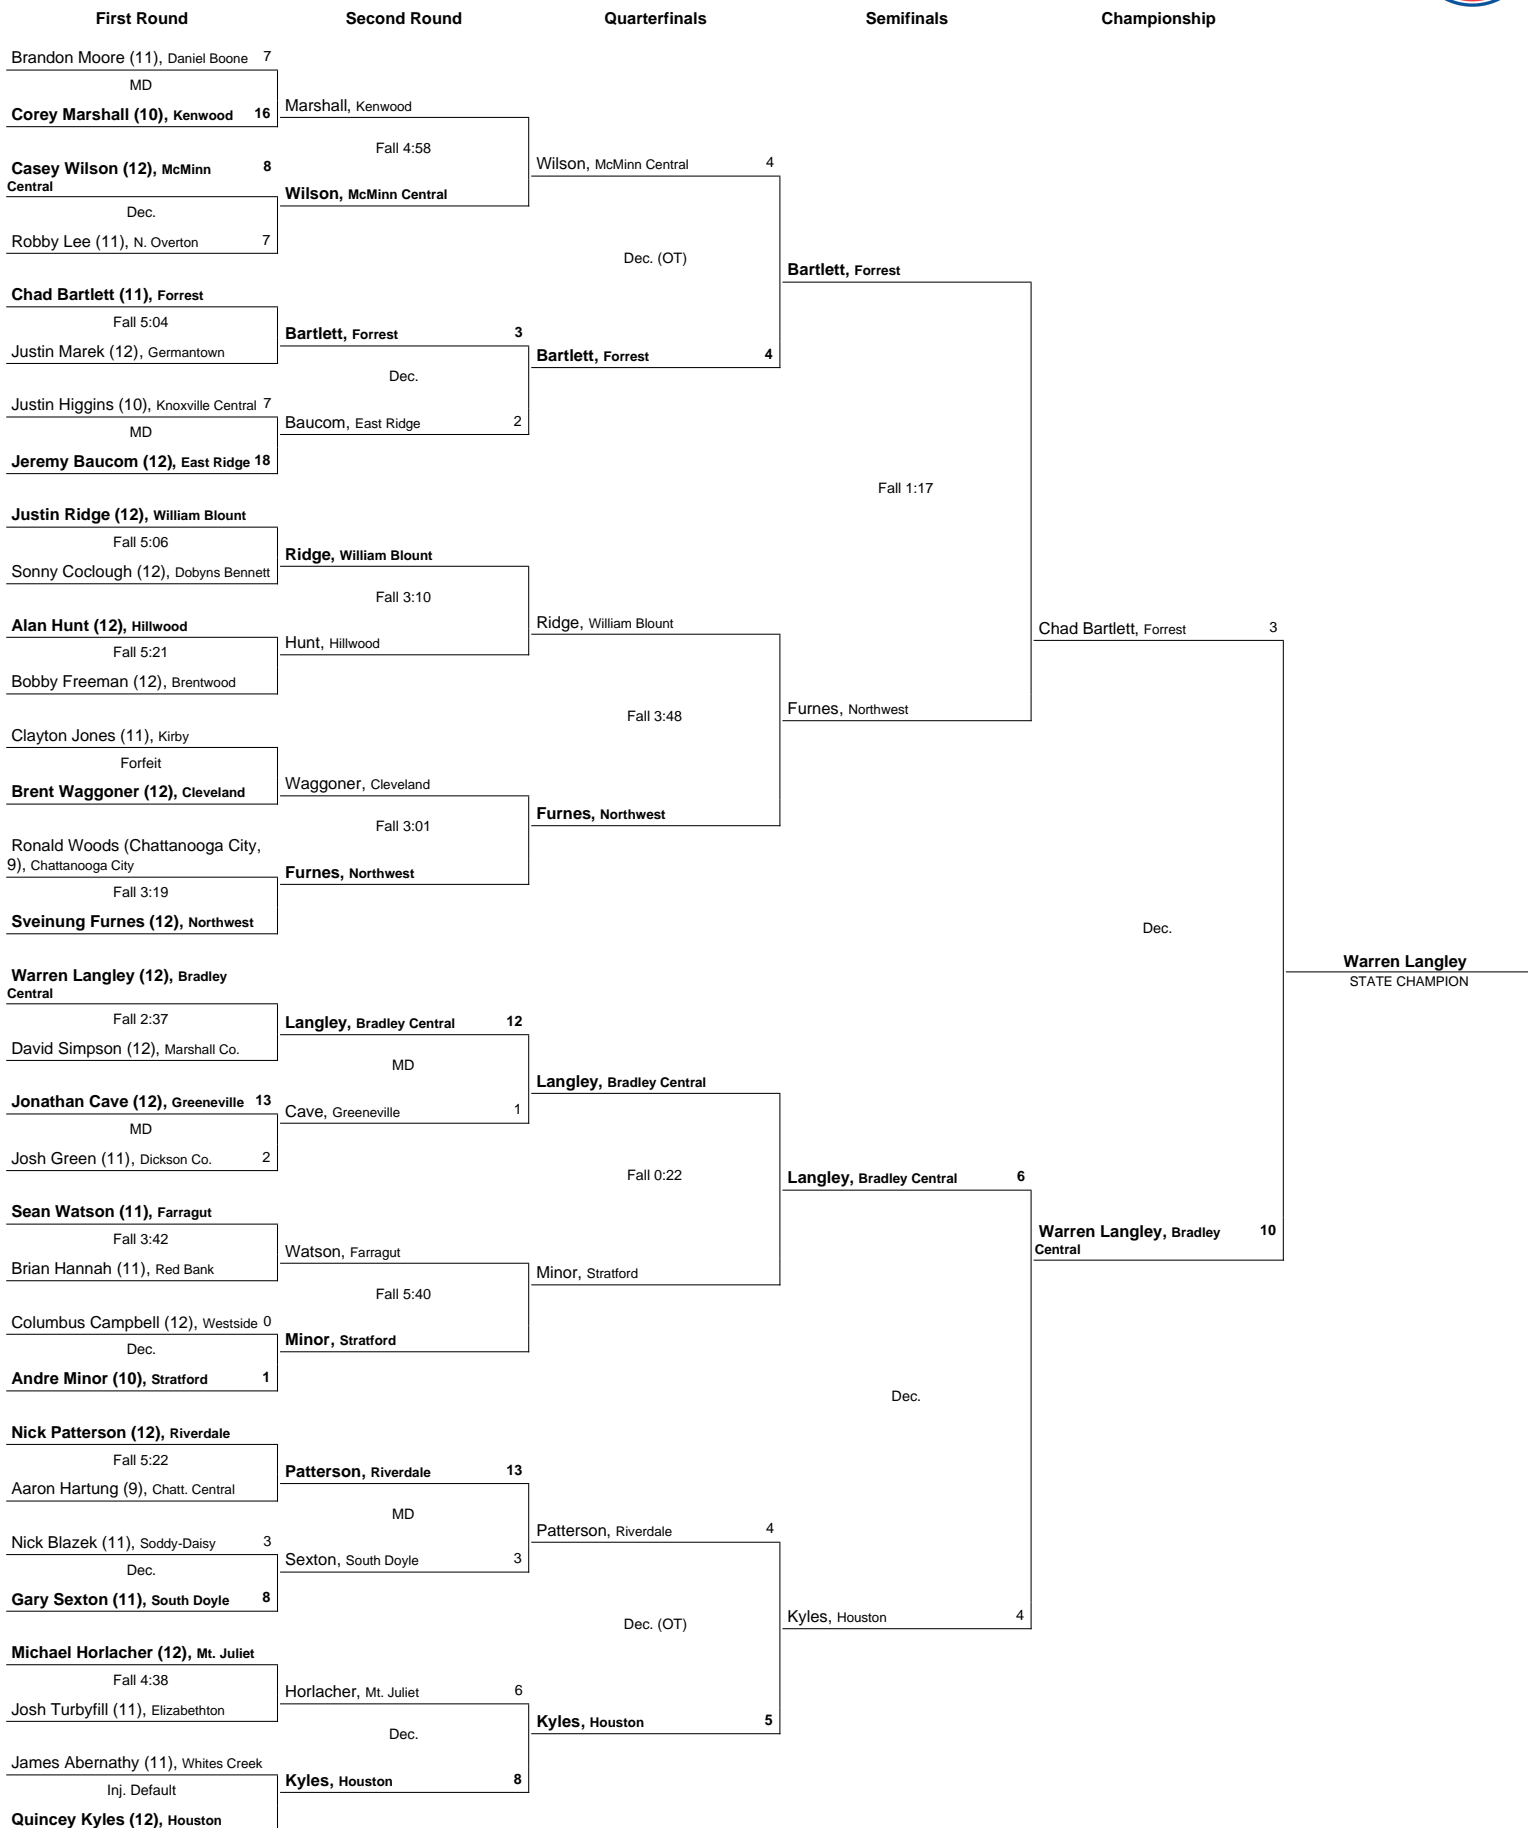 First Round
Second Round
Quarterfinals
Semifinals
Championship
Brandon Moore (11), Daniel Boone 7
MD
Corey Marshall (10), Kenwood 16
Casey Wilson (12), McMinn 8
Central
Dec.
Robby Lee (11), N. Overton 7
Chad Bartlett (11), Forrest
Fall 5:04
Justin Marek (12), Germantown
Justin Higgins (10), Knoxville Central 7
MD
Jeremy Baucom (12), East Ridge 18
Justin Ridge (12), William Blount
Fall 5:06
Sonny Coclough (12), Dobyns Bennett
Alan Hunt (12), Hillwood
Fall 5:21
Bobby Freeman (12), Brentwood
Clayton Jones (11), Kirby
Forfeit
Brent Waggoner (12), Cleveland
Ronald Woods (Chattanooga City,
9), Chattanooga City
Fall 3:19
Sveinung Furnes (12), Northwest
Warren Langley (12), Bradley
Central
Fall 2:37
David Simpson (12), Marshall Co.
Jonathan Cave (12), Greeneville 13
MD
Josh Green (11), Dickson Co. 2
Sean Watson (11), Farragut
Fall 3:42
Brian Hannah (11), Red Bank
Columbus Campbell (12), Westside 0
Dec.
Andre Minor (10), Stratford 1
Nick Patterson (12), Riverdale
Fall 5:22
Aaron Hartung (9), Chatt. Central
Nick Blazek (11), Soddy-Daisy 3
Dec.
Gary Sexton (11), South Doyle 8
Michael Horlacher (12), Mt. Juliet
Fall 4:38
Josh Turbyfill (11), Elizabethton
James Abernathy (11), Whites Creek
Inj. Default
Quincey Kyles (12), Houston
Marshall, Kenwood
Fall 4:58
Wilson, McMinn Central
Bartlett, Forrest 3
Dec.
Baucom, East Ridge 2
Ridge, William Blount
Fall 3:10
Hunt, Hillwood
Waggoner, Cleveland
Fall 3:01
Furnes, Northwest
Langley, Bradley Central 12
MD
Cave, Greeneville 1
Watson, Farragut
Fall 5:40
Minor, Stratford
Patterson, Riverdale 13
MD
Sexton, South Doyle 3
Horlacher, Mt. Juliet 6
Dec.
Kyles, Houston 8
Wilson, McMinn Central 4
Dec. (OT)
Bartlett, Forrest 4
Ridge, William Blount
Fall 3:48
Furnes, Northwest
Langley, Bradley Central
Fall 0:22
Minor, Stratford
Patterson, Riverdale 4
Dec. (OT)
Kyles, Houston 5
Bartlett, Forrest
Fall 1:17
Furnes, Northwest
Langley, Bradley Central 6
Dec.
Kyles, Houston 4
Chad Bartlett, Forrest 3
Dec.
Warren Langley, Bradley 10
Central
Warren Langley
STATE CHAMPION